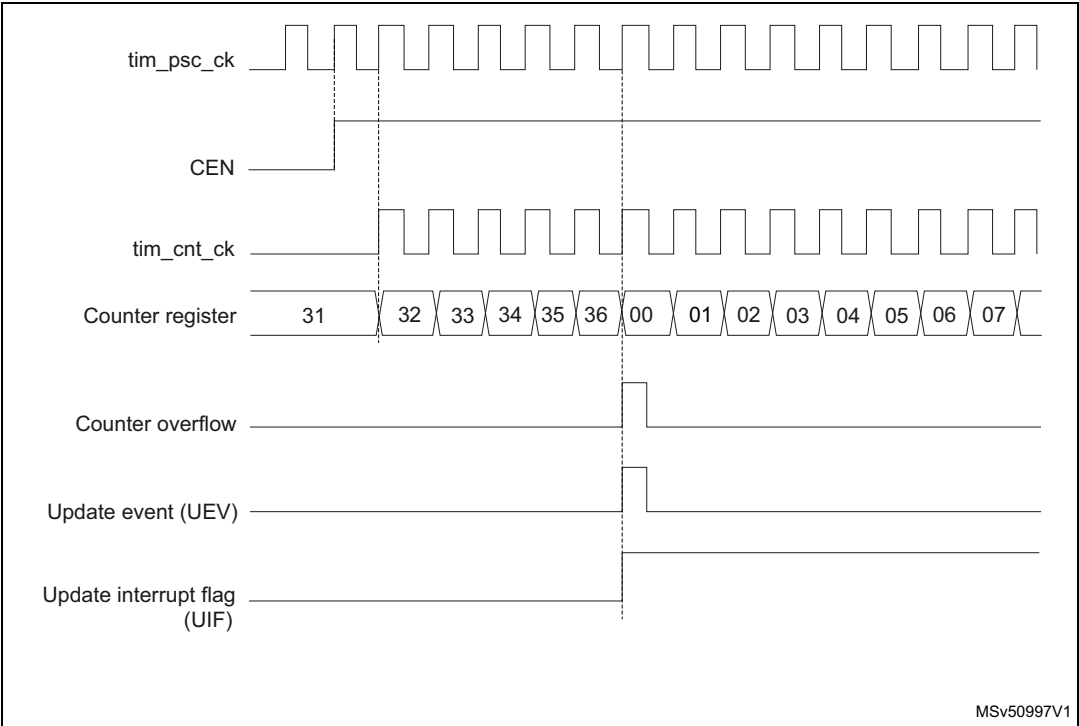 tim_psc_ck
CEN
tim_cnt_ck
Counter register 31 32 33 34 35 36 00 01 02 03 04 05 06 07
Counter overflow
Update event (UEV)
Update interrupt flag
(UIF)
MSv50997V1